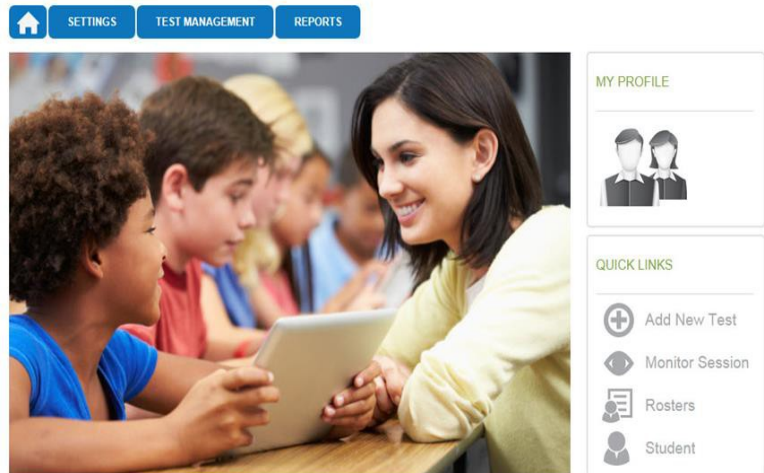 SETTINGS
TEST MANAGEMENT
REPORTS
MY PROFILE
QUICK LINKS
Add New Test
Monitor Session
Rosters
Student